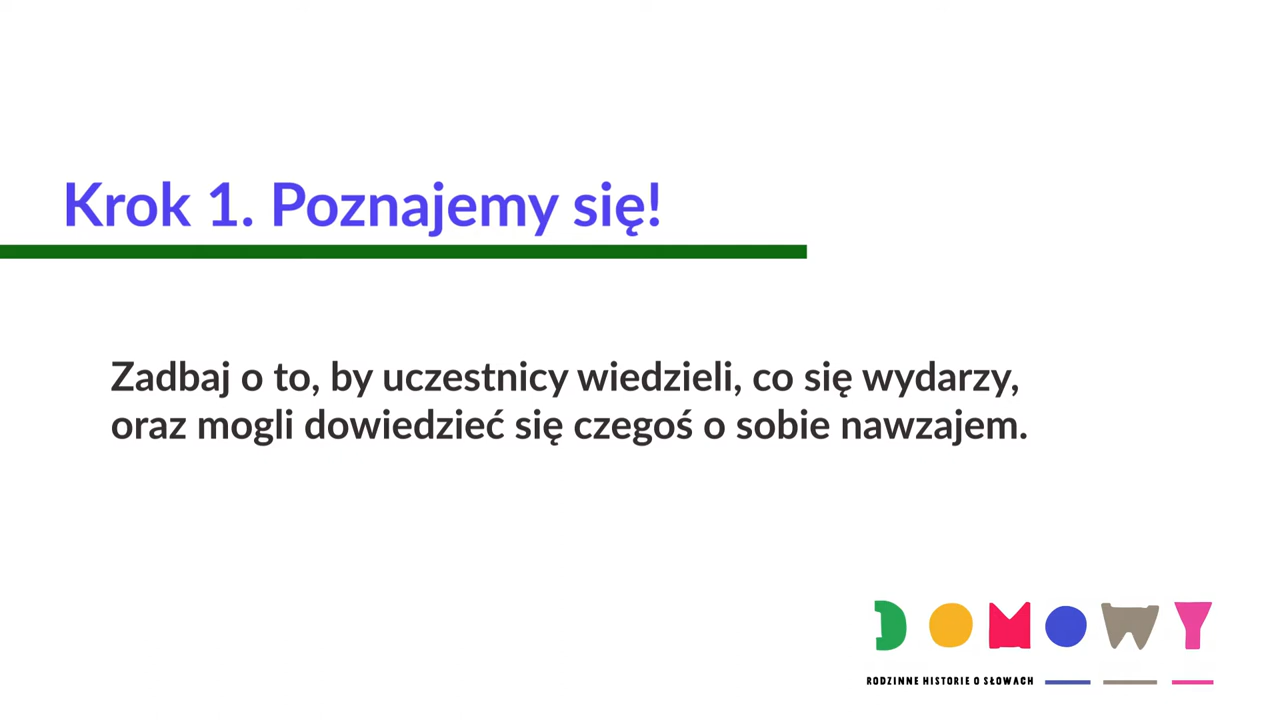 Krok 1. Poznajemy się!
Zadbaj o to, by uczestnicy wiedzieli, co się wydarzy,
oraz mogli dowiedzieć się czegoś o sobie nawzajem.
DOMOWY
RODZINNE HISTORIE O SŁOWACH